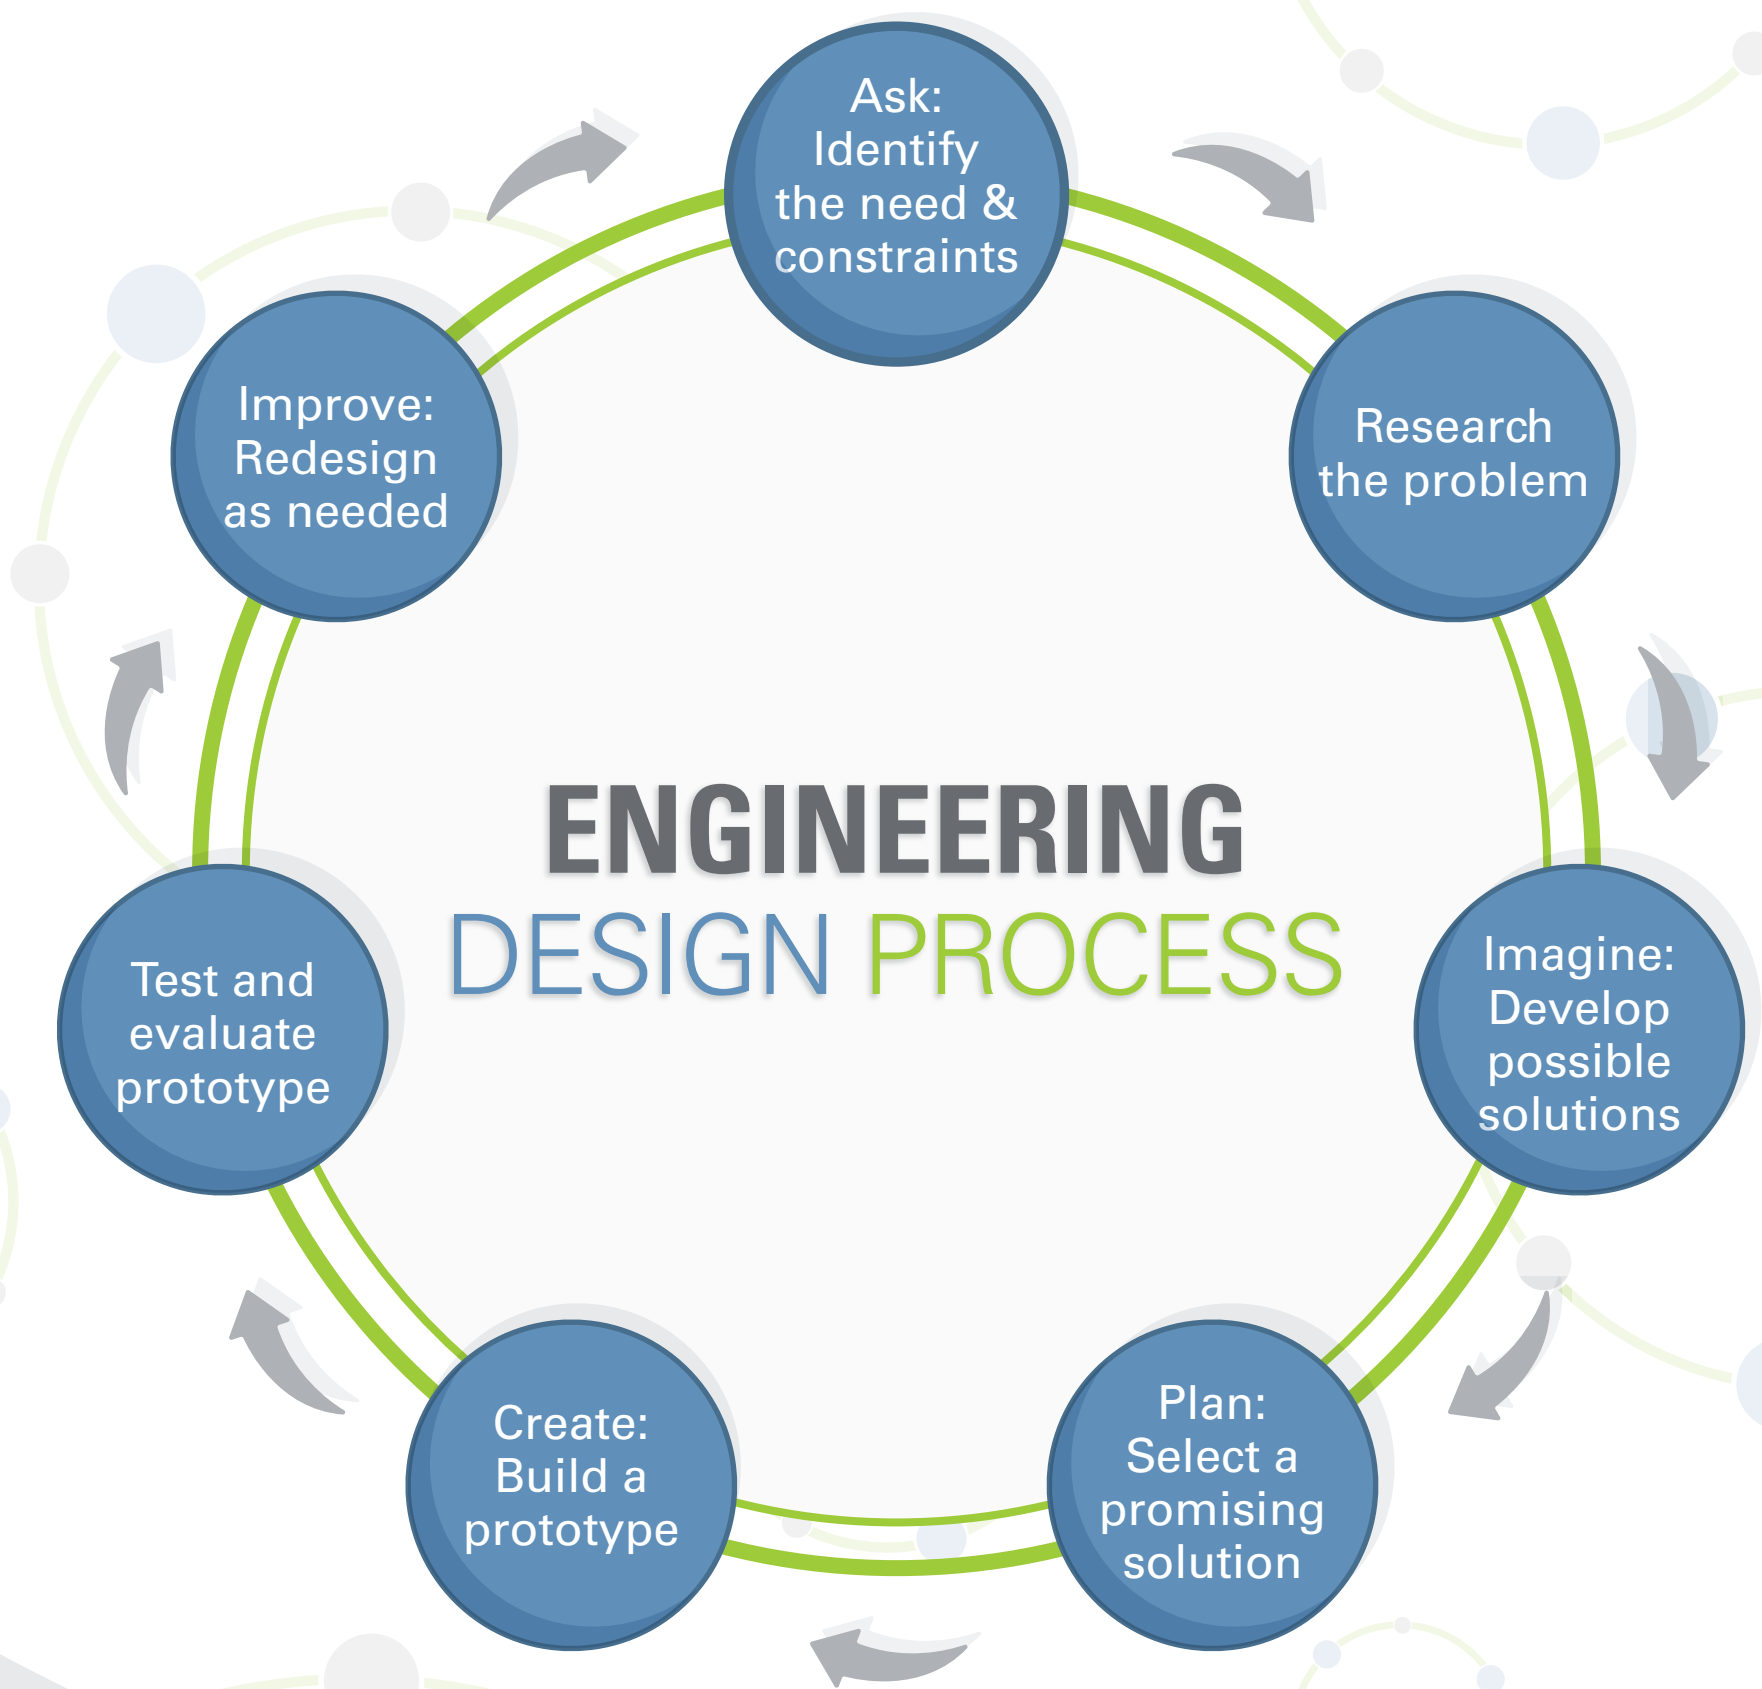 Ask:
Identify
the need &
constraints
Research
the problem
Imagine:
Develop
possible
solutions
Plan:
Select a
promising
solution
Create:
Build a
prototype
Test and
evaluate
prototype
Improve:
Redesign
as needed
ENGINEERING
DESIGN PROCESS